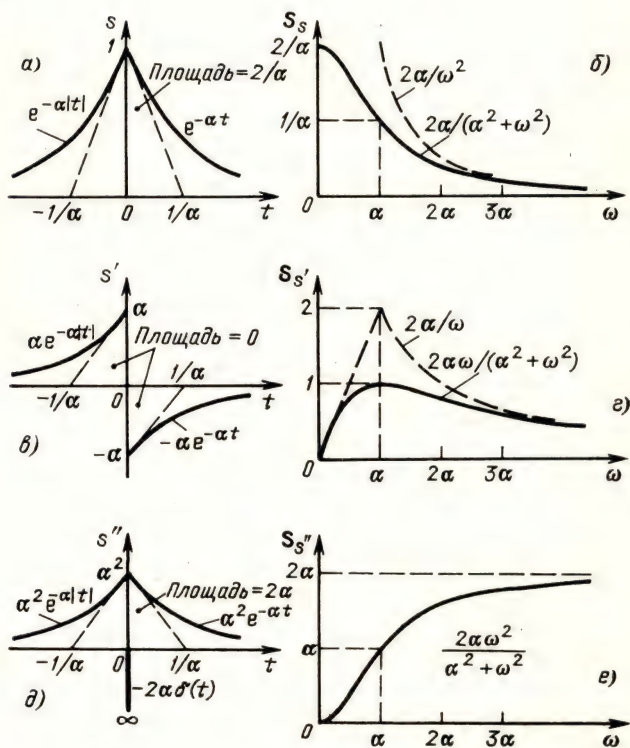 а)
s
1
Площадь = 2/α
e^{-α|t|}
e^{-αt}
-1/α
0
1/α
t
б)
S_s
2/α
1/α
2α/ω²
2α/(α² + ω²)
0
α
2α
3α
ω
в)
s'
α
αe^{-α|t|}
Площадь = 0
-1/α
0
1/α
t
-α
-αe^{-αt}
г)
S_{s'}
2
1
2α/ω
2αω/(α² + ω²)
0
α
2α
3α
ω
д)
s''
α²
α²e^{-α|t|}
Площадь = 2α
α²e^{-αt}
-1/α
0
1/α
t
-2αδ(t)
∞
е)
S_{s''}
2α
α
2αω²
α² + ω²
0
α
2α
3α
ω